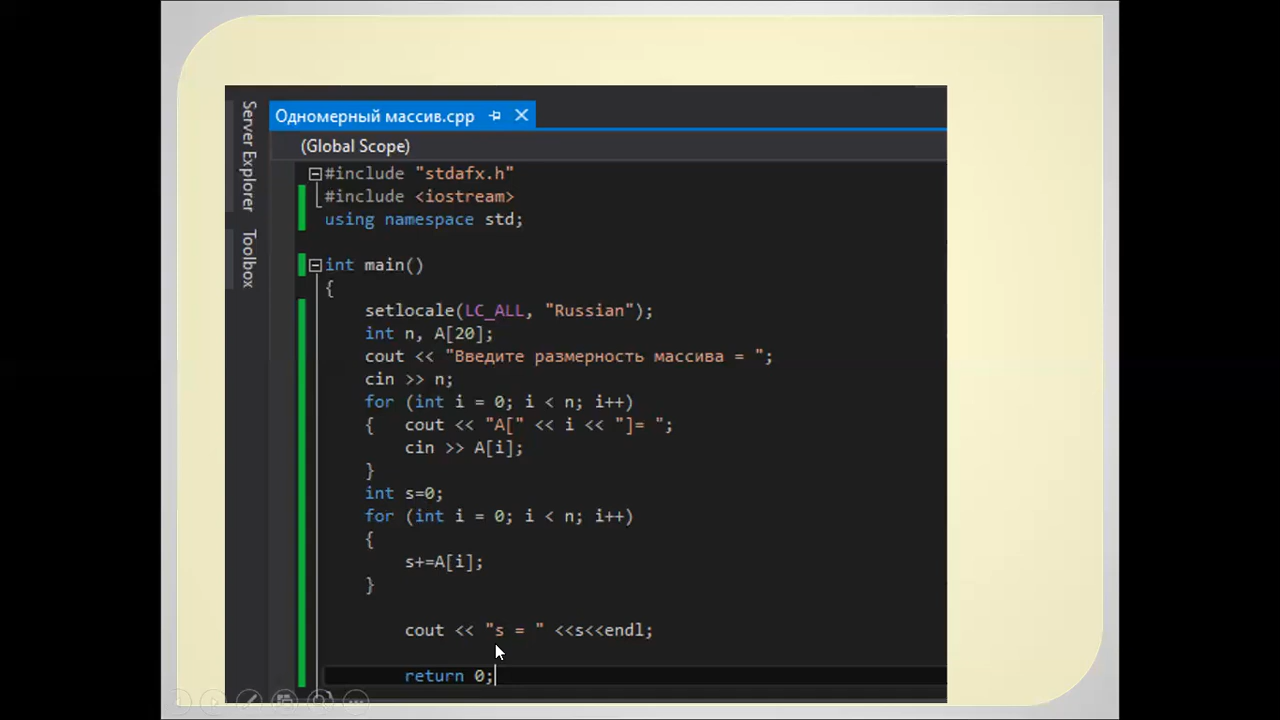 Server Explorer
Toolbox
Одномерный массив.cpp
(Global Scope)
#include "stdafx.h"
#include <iostream>
using namespace std;
int main()
{
setlocale(LC_ALL, "Russian");
int n, A[20];
cout << "Введите размерность массива = ";
cin >> n;
for (int i = 0; i < n; i++)
{ cout << "A[" << i << "]= ";
cin >> A[i];
}
int s=0;
for (int i = 0; i < n; i++)
{
s+=A[i];
}
cout << "s = " <<s<<endl;
return 0;